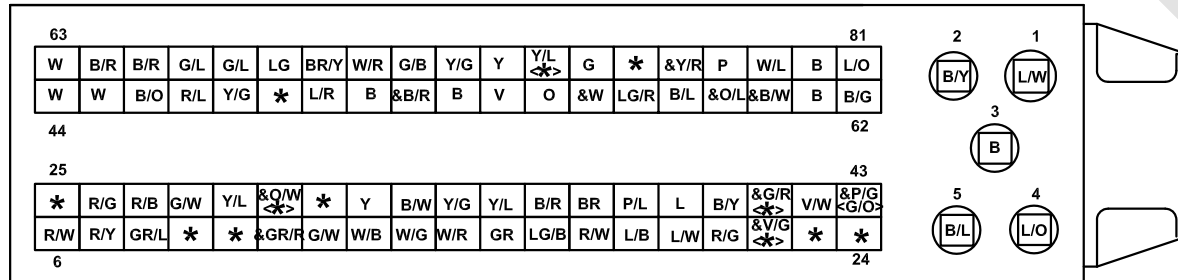 63 81 2 1
W B/R B/R G/L G/L LG BR/Y W/R G/B Y/G Y Y/L <*> G * &Y/R P W/L B L/O
B/Y L/W
W W B/O R/L Y/G * L/R B &B/R B V O &W LG/R B/L &O/L &B/W B B/G
44 62
3
B
25 43
* R/G R/B G/W Y/L &O/W <*> * Y B/W Y/G Y/L B/R BR P/L L B/Y &G/R <*> V/W &P/G <G/O>
5 4
R/W R/Y GR/L * * &GR/R G/W W/B W/G W/R GR LG/B R/W L/B L/W R/G &V/G <*> * *
B/L L/O
6 24